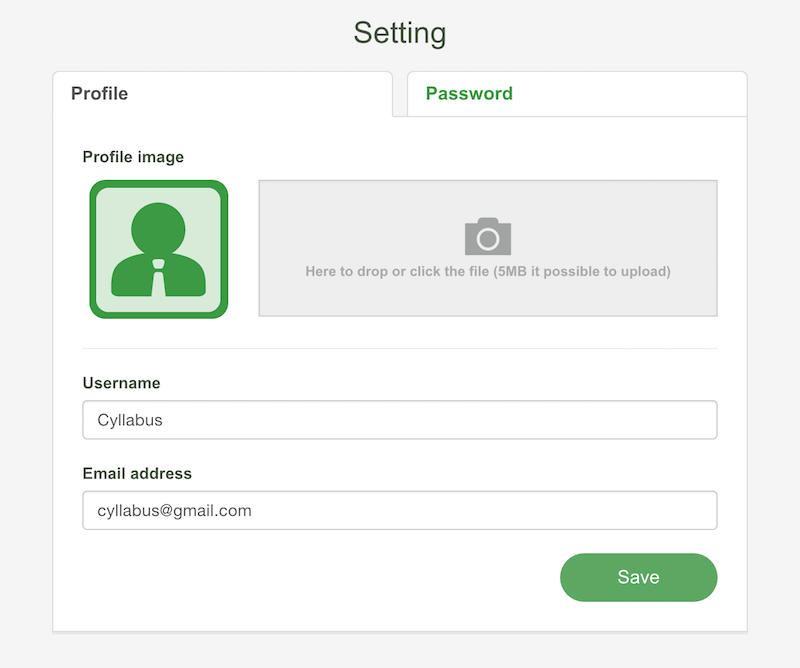 Setting
Profile
Password
Profile image
Here to drop or click the file (5MB it possible to upload)
Username
Cyllabus
Email address
cyllabus@gmail.com
Save